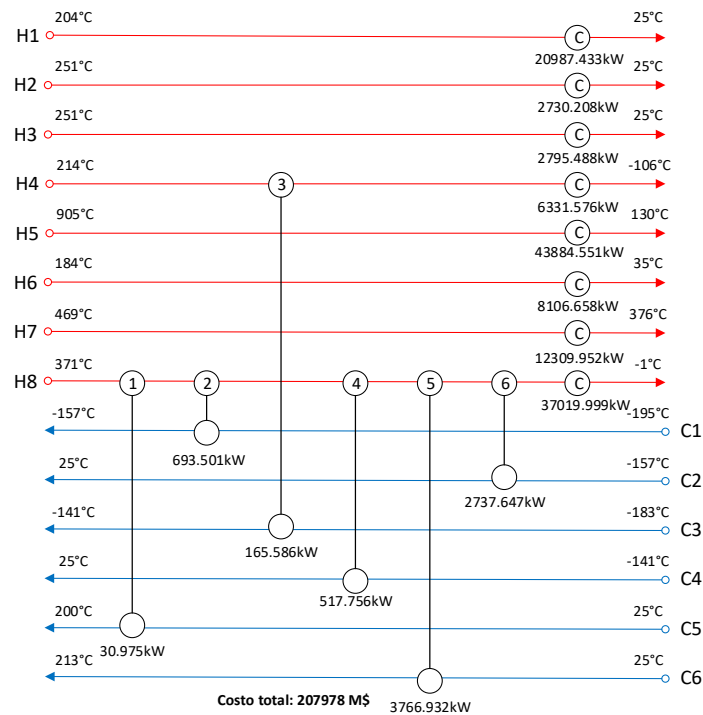 204°C 25°C
H1 C
20987.433kW
251°C 25°C
H2 C
2730.208kW
251°C 25°C
H3 C
2795.488kW
214°C -106°C
H4 3 C
6331.576kW
905°C 130°C
H5 C
43884.551kW
184°C 35°C
H6 C
8106.658kW
469°C 376°C
H7 C
12309.952kW
371°C -1°C
H8 1 2 4 5 6 C
37019.999kW
-157°C -195°C
C1
693.501kW
25°C -157°C
C2
2737.647kW
-141°C -183°C
C3
165.586kW
25°C -141°C
C4
517.756kW
200°C 25°C
C5
30.975kW
213°C 25°C
C6
Costo total: 207978 M$
3766.932kW